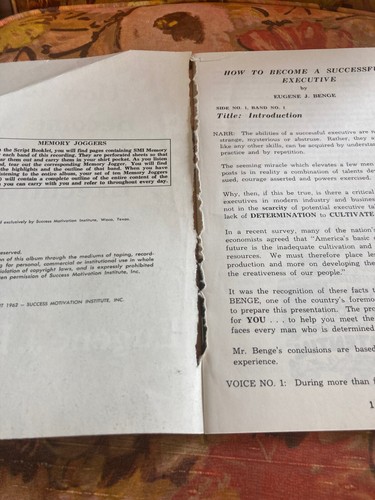 MEMORY JOGGERS
the Script Booklet, you will find pages containing SMI Memory
each band of this recording. They are perforated sheets so that
ear them out and carry them in your shirt pocket. As you listen
d, tear out the corresponding Memory Jogger. You will find
the highlights and the outline of that band. When you have
istening to the entire album, your set of ten Memory Joggers
will contain a complete outline of the entire content of the
you can carry with you and refer to throughout every day.
exclusively by Success Motivation Institute, Waco, Texas.
served.
of this album through the mediums of taping, record-
for personal, commercial or institutional use in whole
olation of copyright laws, and is expressly prohibited
permission of Success Motivation Institute, Inc.
1962 — SUCCESS MOTIVATION INSTITUTE, INC.
HOW TO BECOME A SUCCESSFU
EXECUTIVE
by
EUGENE J. BENGE
SIDE NO. 1, BAND NO. 1
Title: Introduction
NARR: The abilities of a successful executive are n
strange, mysterious or abstruse. Rather, they a
like any other skills, can be acquired by understan
practice and by repetition.
The seeming miracle which elevates a few men
posts is in reality a combination of talents de
used, courage asserted and powers exercised.
Why, then, if this be true, is there a critical
executives in modern industry and business
not in the scarcity of potential executive ta
lack of DETERMINATION to CULTIVATE
In a recent survey, many of the nation's
economists agreed that "America's basic n
future is the inadequate cultivation and
resources. We must therefore place les
production and more on developing the
the creativeness of our people."
It was the recognition of these facts t
BENGE, one of the country's foremo
to prepare this presentation. The pro
for YOU . . . to help you meet the
faces every man who is determined
Mr. Benge's conclusions are based
experience.
VOICE NO. 1: During more than f
1